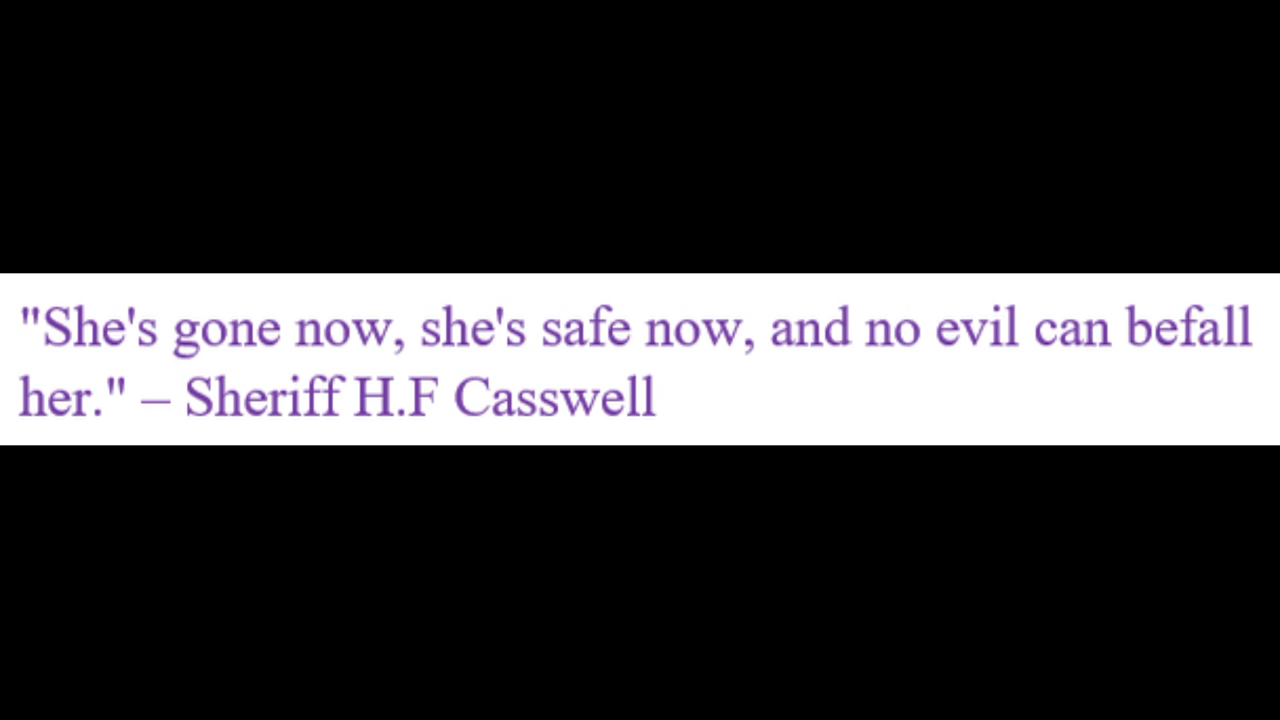 "She's gone now, she's safe now, and no evil can befall
her." – Sheriff H.F Casswell